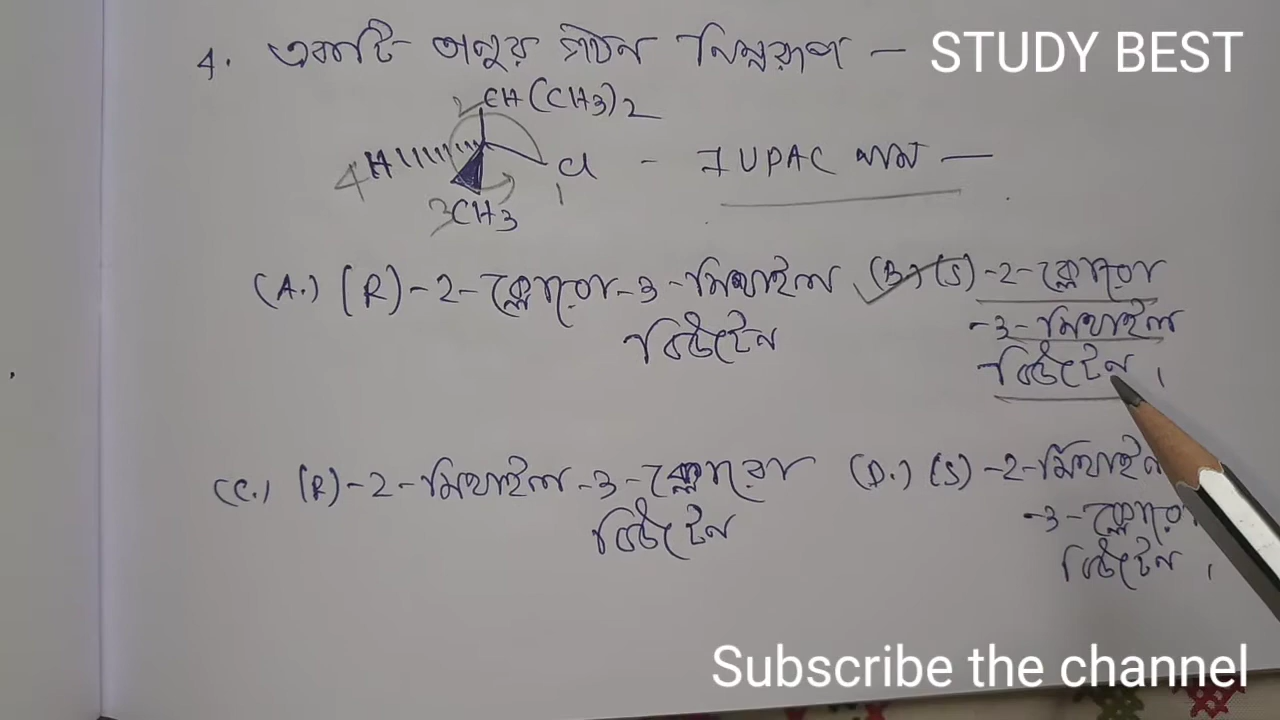 STUDY BEST
4. একটি অনুর গঠন নিম্নরূপ –
2 CH(CH3)2
4 H Cl – IUPAC নাম —
1
3 CH3
(A.) (R)-2-ক্লোরো-3-মিথাইল (B.) (S)-2-ক্লোরো
বিউটেন -3-মিথাইল
বিউটেন।
(C.) (R)-2-মিথাইল-3-ক্লোরো (D.) (S)-2-মিথাইল
বিউটেন -3-ক্লোরো
বিউটেন।
Subscribe the channel